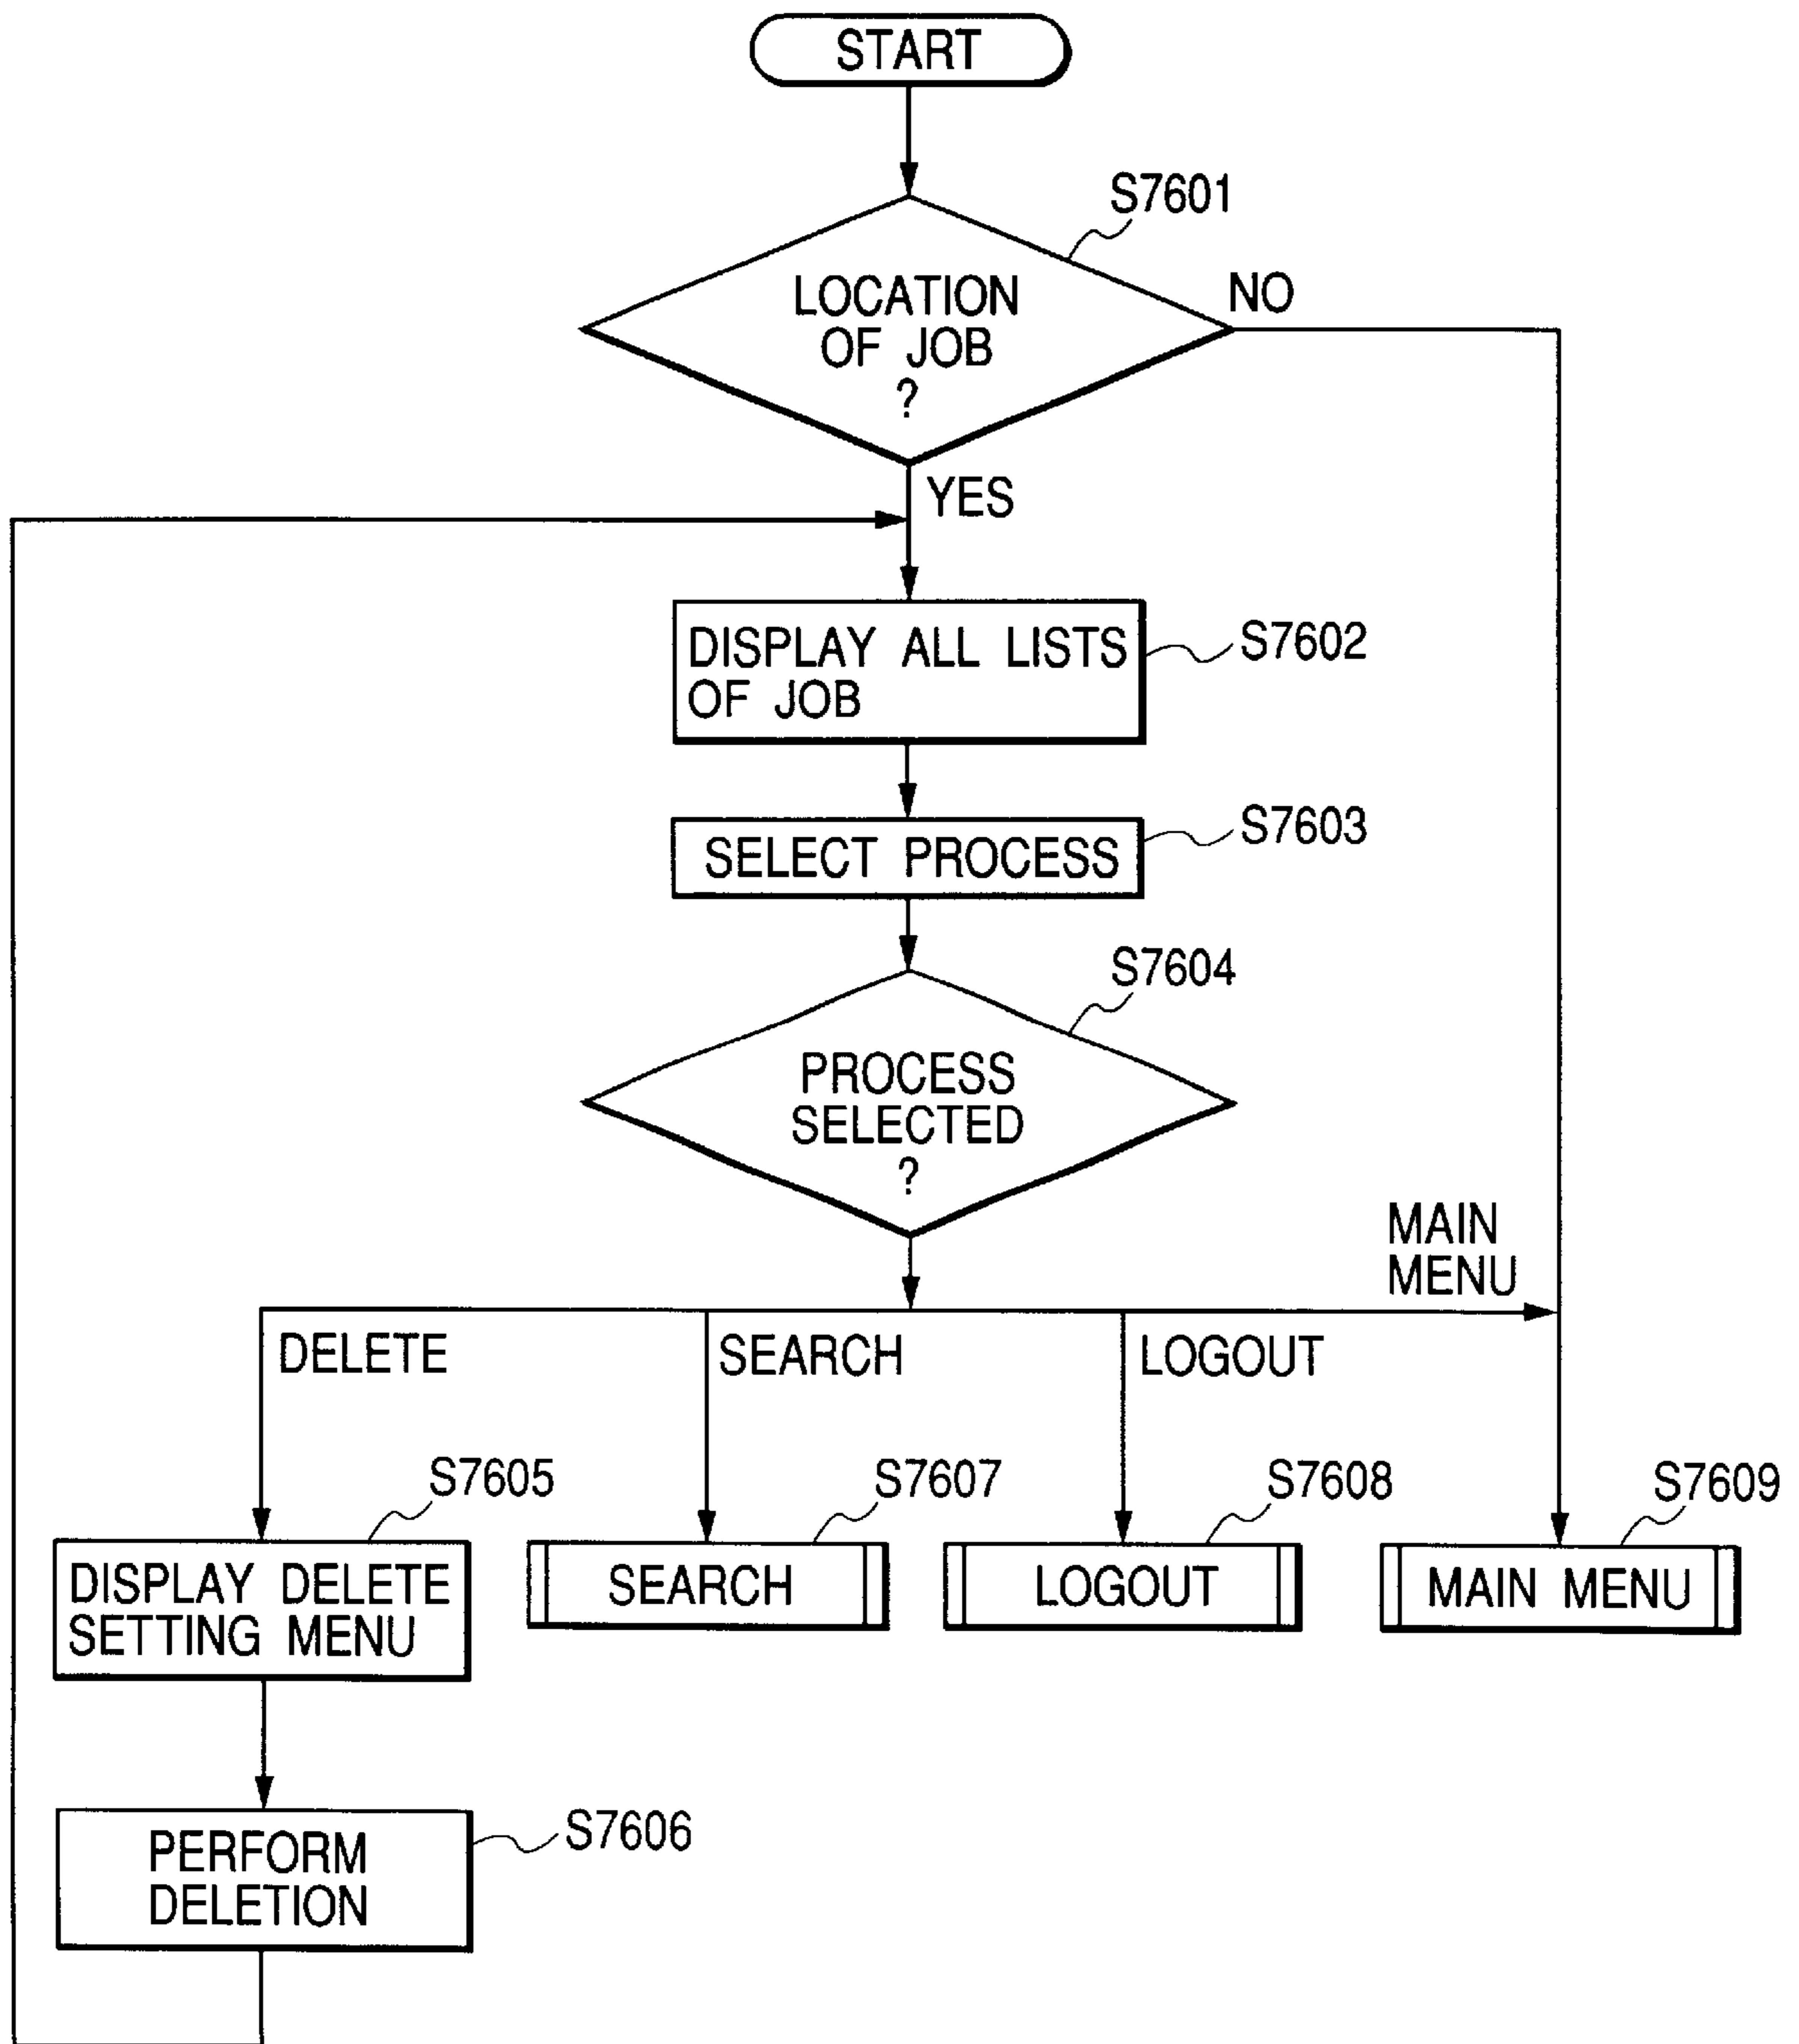 START
S7601
LOCATION
OF JOB
?
NO
YES
DISPLAY ALL LISTS
OF JOB
S7602
SELECT PROCESS
S7603
S7604
PROCESS
SELECTED
?
MAIN
MENU
DELETE
SEARCH
LOGOUT
S7605
S7607
S7608
S7609
DISPLAY DELETE
SETTING MENU
SEARCH
LOGOUT
MAIN MENU
PERFORM
DELETION
S7606